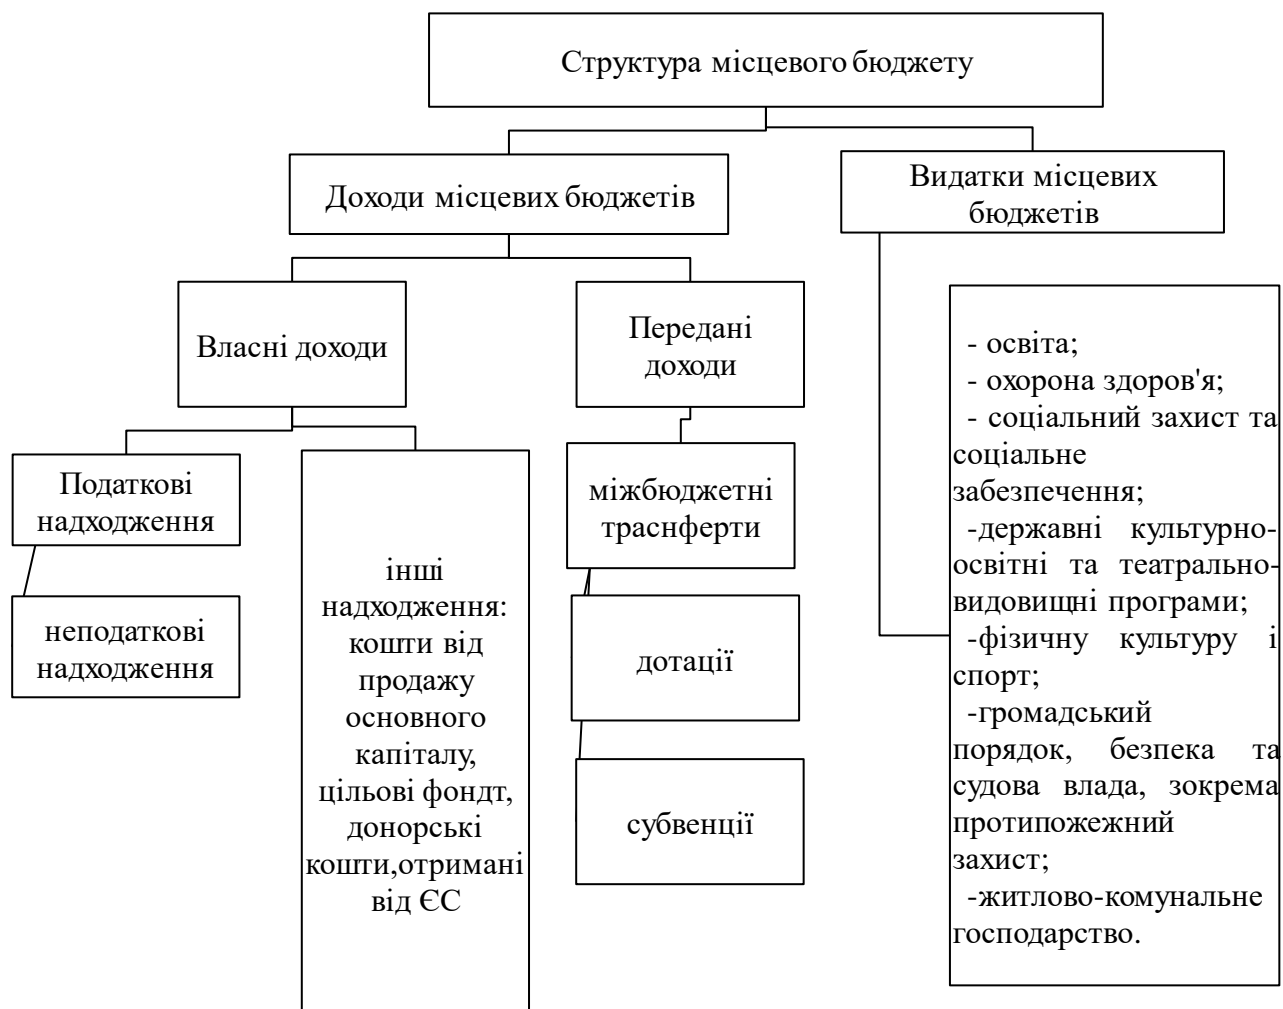 Структура місцевого бюджету
Доходи місцевих бюджетів
Видатки місцевих
бюджетів
Власні доходи
Передані
доходи
Податкові
надходження
неподаткові
надходження
інші
надходження:
кошти від
продажу
основного
капіталу,
цільові фондт,
донорські
кошти,отримані
від ЄС
міжбюджетні
траснферти
дотації
субвенції
- освіта;
- охорона здоров'я;
- соціальний захист та
соціальне
забезпечення;
-державні культурно-
освітні та театрально-
видовищні програми;
-фізичну культуру і
спорт;
-громадський
порядок, безпека та
судова влада, зокрема
протипожежний
захист;
-житлово-комунальне
господарство.